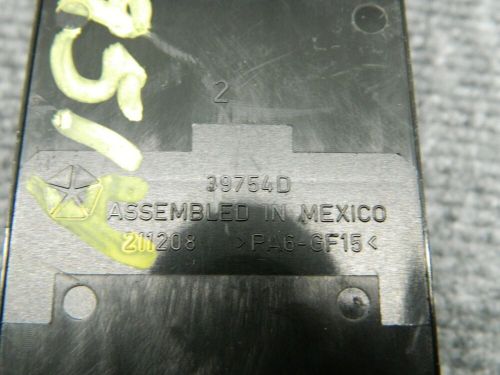 2
39754D
ASSEMBLED IN MEXICO
211208 >PA6-GF15<